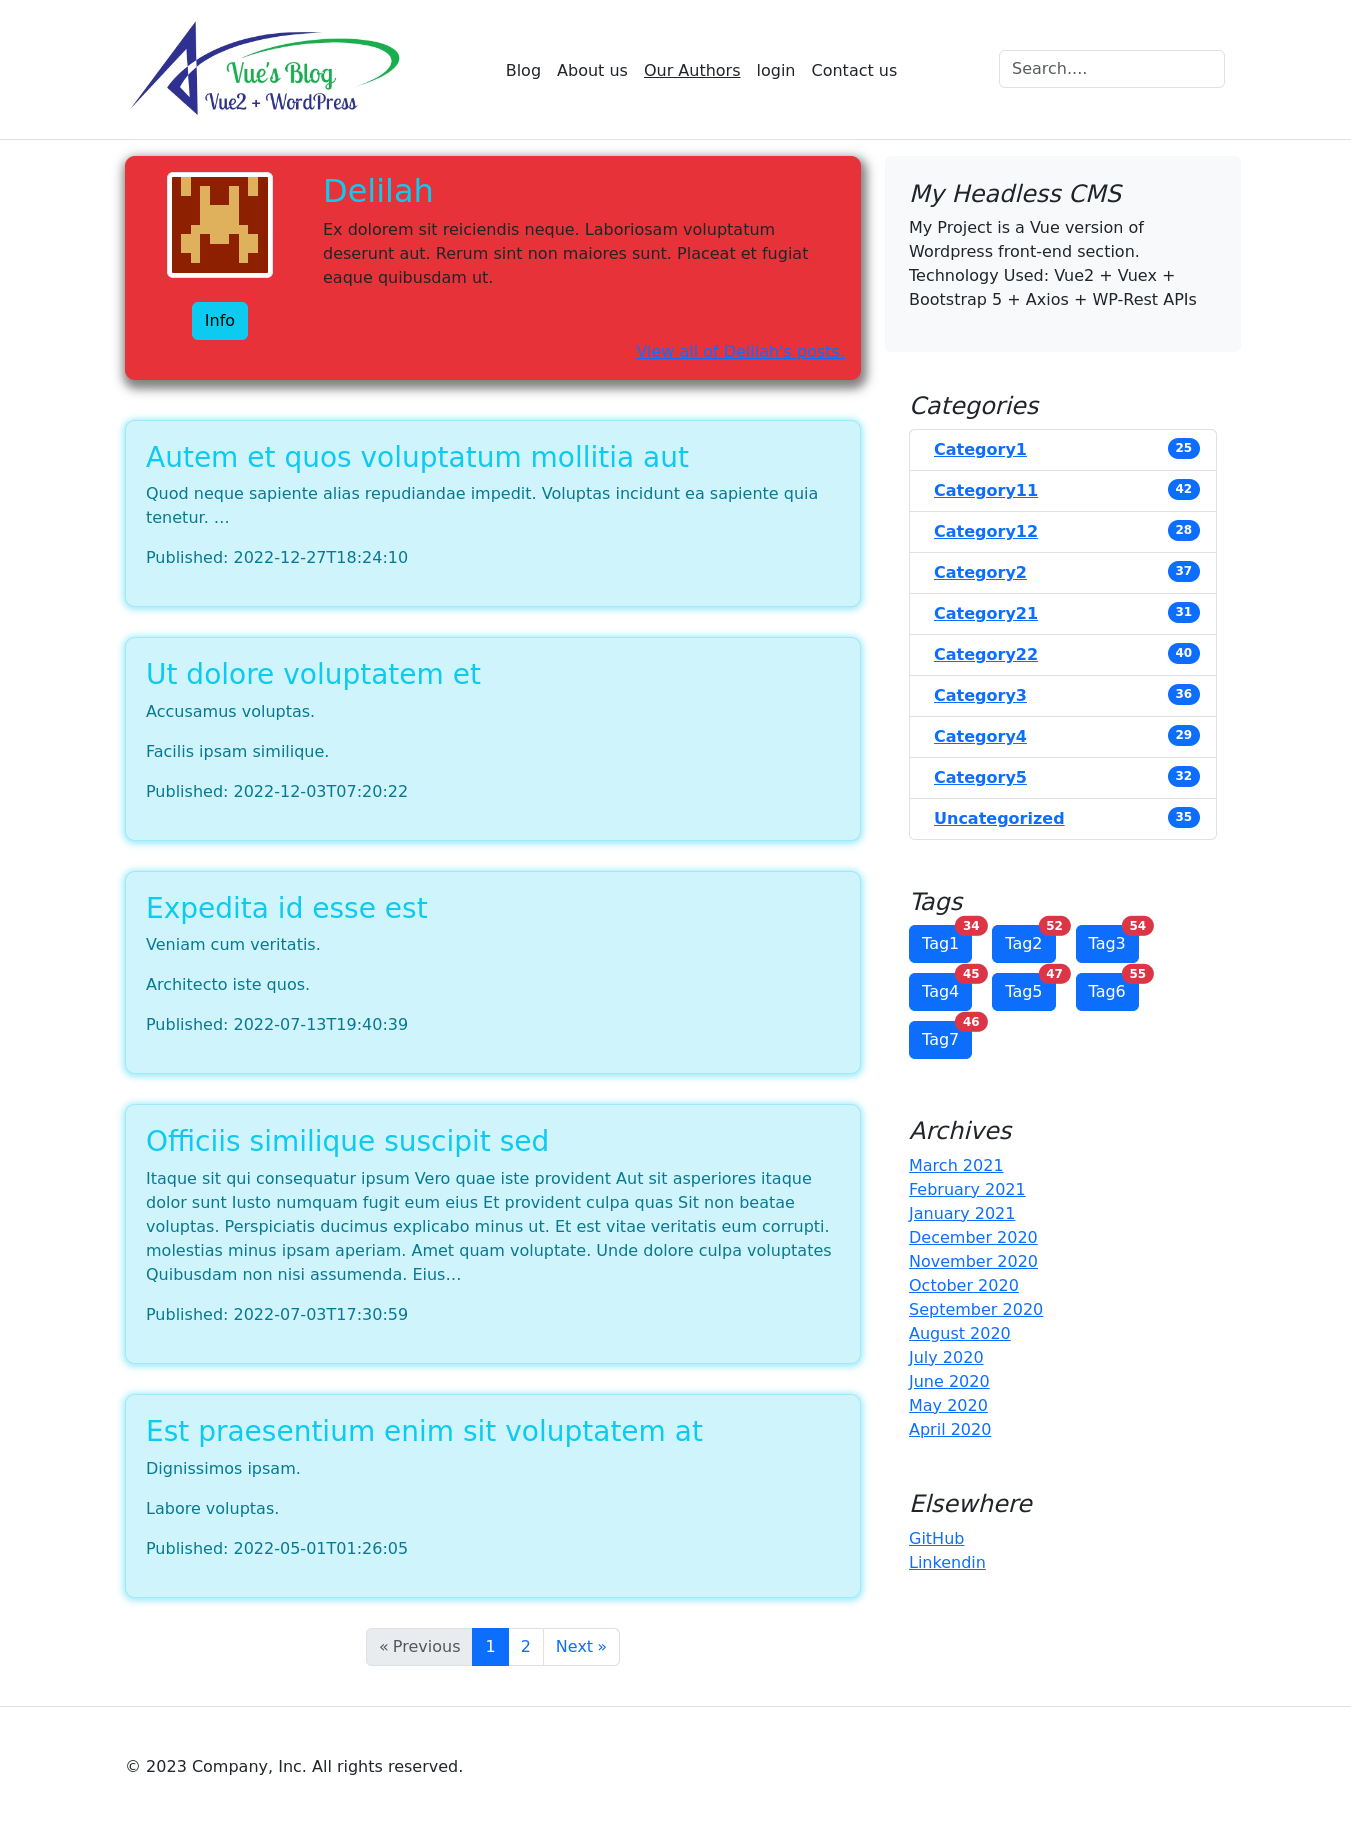 Vue's Blog
Vue2 + WordPress
Blog
About us
Our Authors
login
Contact us
Search....
Delilah
Ex dolorem sit reiciendis neque. Laboriosam voluptatum
deserunt aut. Rerum sint non maiores sunt. Placeat et fugiat
eaque quibusdam ut.
Info
View all of Delilah's posts.
Autem et quos voluptatum mollitia aut
Quod neque sapiente alias repudiandae impedit. Voluptas incidunt ea sapiente quia
tenetur. …
Published: 2022-12-27T18:24:10
Ut dolore voluptatem et
Accusamus voluptas.
Facilis ipsam similique.
Published: 2022-12-03T07:20:22
Expedita id esse est
Veniam cum veritatis.
Architecto iste quos.
Published: 2022-07-13T19:40:39
Officiis similique suscipit sed
Itaque sit qui consequatur ipsum Vero quae iste provident Aut sit asperiores itaque
dolor sunt Iusto numquam fugit eum eius Et provident culpa quas Sit non beatae
voluptas. Perspiciatis ducimus explicabo minus ut. Et est vitae veritatis eum corrupti.
molestias minus ipsam aperiam. Amet quam voluptate. Unde dolore culpa voluptates
Quibusdam non nisi assumenda. Eius…
Published: 2022-07-03T17:30:59
Est praesentium enim sit voluptatem at
Dignissimos ipsam.
Labore voluptas.
Published: 2022-05-01T01:26:05
« Previous
1
2
Next »
My Headless CMS
My Project is a Vue version of
Wordpress front-end section.
Technology Used: Vue2 + Vuex +
Bootstrap 5 + Axios + WP-Rest APIs
Categories
Category1 25
Category11 42
Category12 28
Category2 37
Category21 31
Category22 40
Category3 36
Category4 29
Category5 32
Uncategorized 35
Tags
Tag1 34
Tag2 52
Tag3 54
Tag4 45
Tag5 47
Tag6 55
Tag7 46
Archives
March 2021
February 2021
January 2021
December 2020
November 2020
October 2020
September 2020
August 2020
July 2020
June 2020
May 2020
April 2020
Elsewhere
GitHub
Linkendin
© 2023 Company, Inc. All rights reserved.